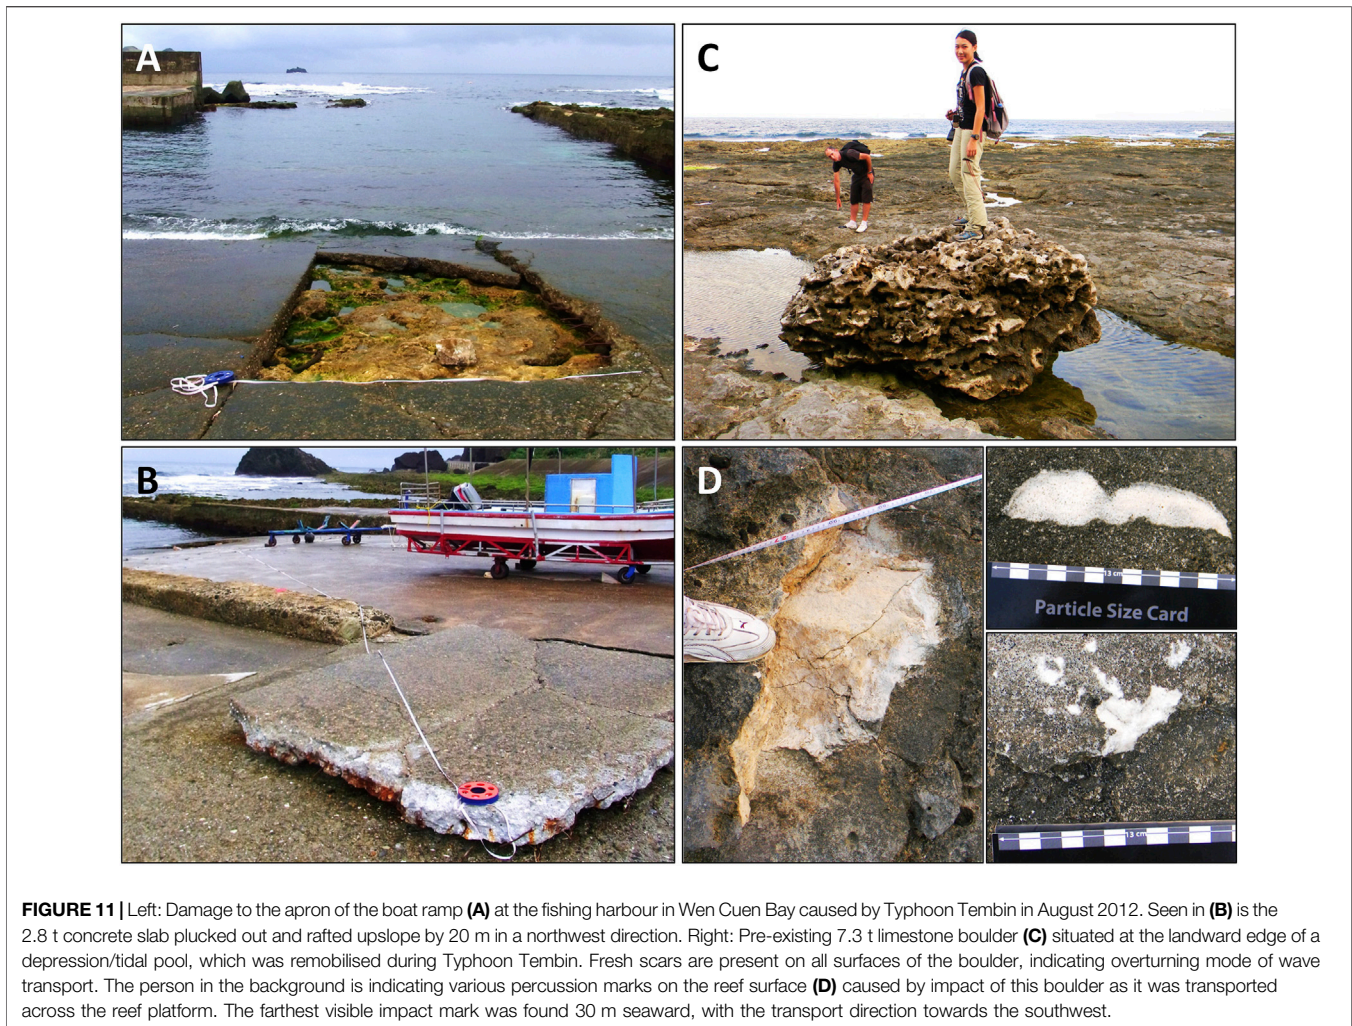 A
C
B
D
13 cm
Particle Size Card
13 cm
FIGURE 11 | Left: Damage to the apron of the boat ramp (A) at the fishing harbour in Wen Cuen Bay caused by Typhoon Tembin in August 2012. Seen in (B) is the
2.8 t concrete slab plucked out and rafted upslope by 20 m in a northwest direction. Right: Pre-existing 7.3 t limestone boulder (C) situated at the landward edge of a
depression/tidal pool, which was remobilised during Typhoon Tembin. Fresh scars are present on all surfaces of the boulder, indicating overturning mode of wave
transport. The person in the background is indicating various percussion marks on the reef surface (D) caused by impact of this boulder as it was transported
across the reef platform. The farthest visible impact mark was found 30 m seaward, with the transport direction towards the southwest.